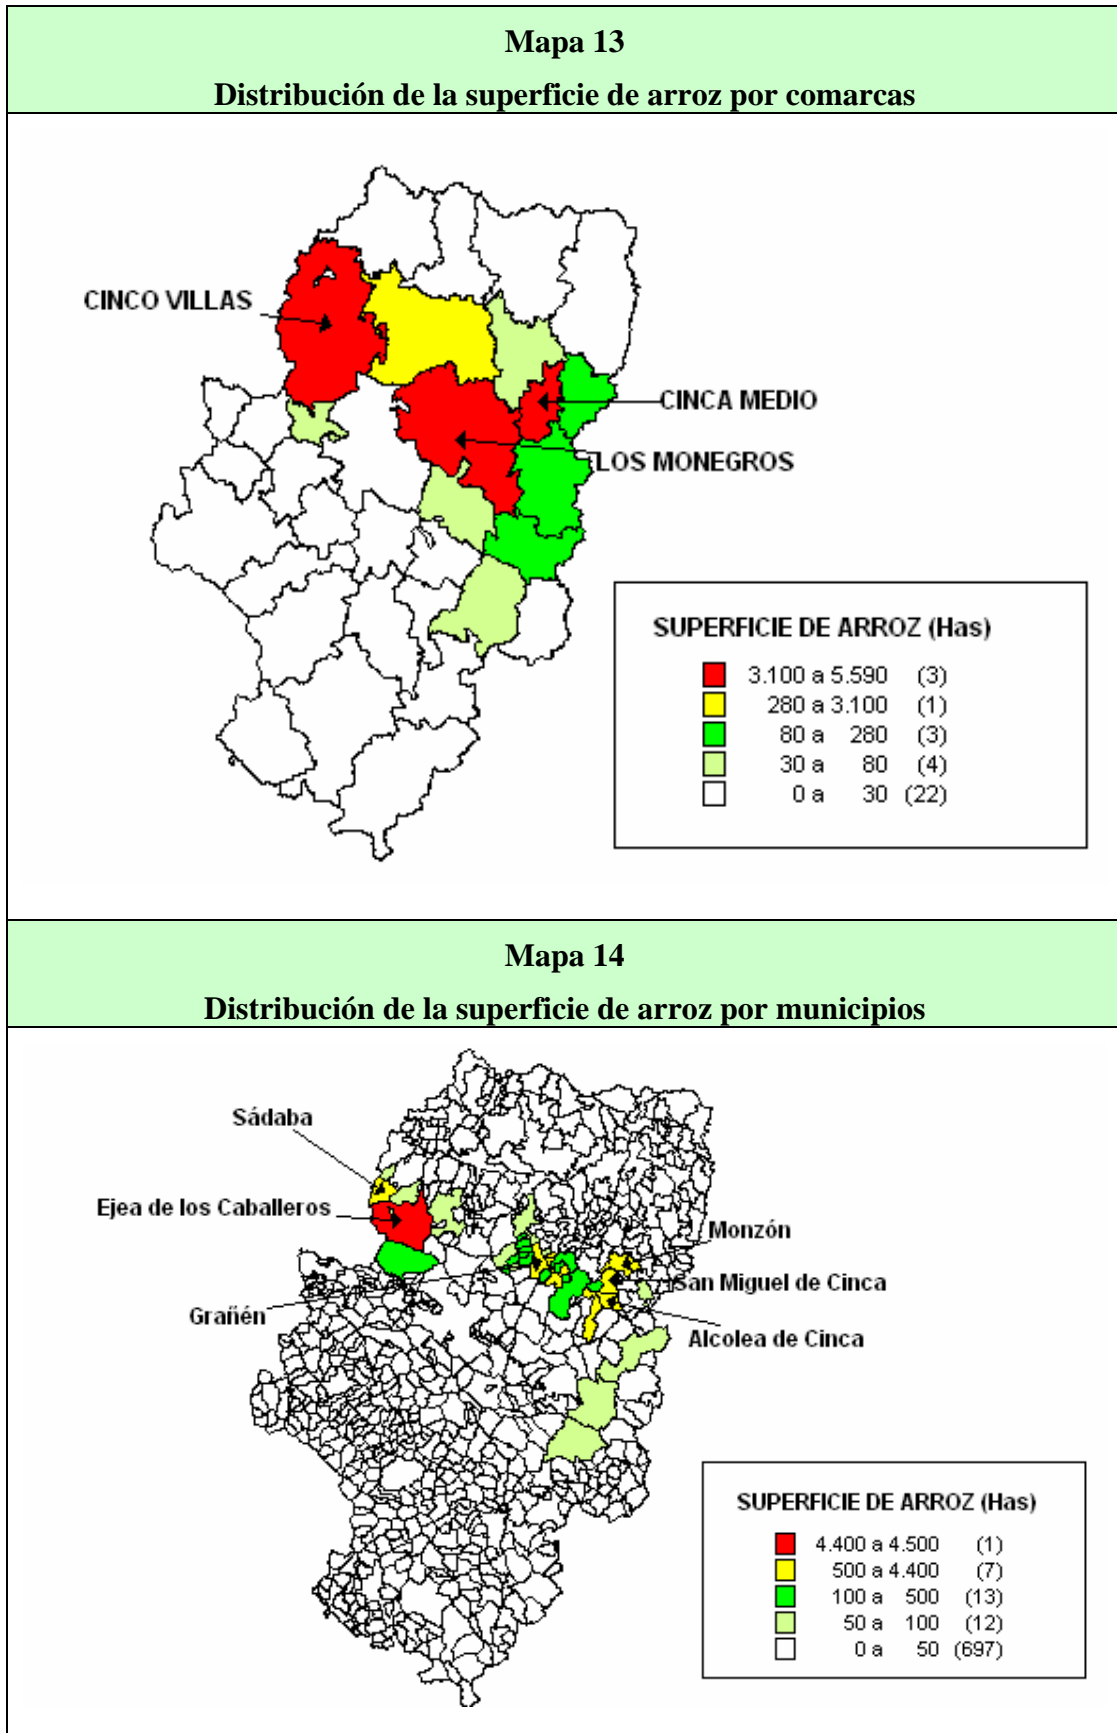 Mapa 13
Distribución de la superficie de arroz por comarcas
CINCO VILLAS
CINCA MEDIO
LOS MONEGROS
SUPERFICIE DE ARROZ (Has)
3.100 a 5.590 (3)
280 a 3.100 (1)
80 a 280 (3)
30 a 80 (4)
0 a 30 (22)
Mapa 14
Distribución de la superficie de arroz por municipios
Sádaba
Ejea de los Caballeros
Monzón
San Miguel de Cinca
Grañén
Alcolea de Cinca
SUPERFICIE DE ARROZ (Has)
4.400 a 4.500 (1)
500 a 4.400 (7)
100 a 500 (13)
50 a 100 (12)
0 a 50 (697)